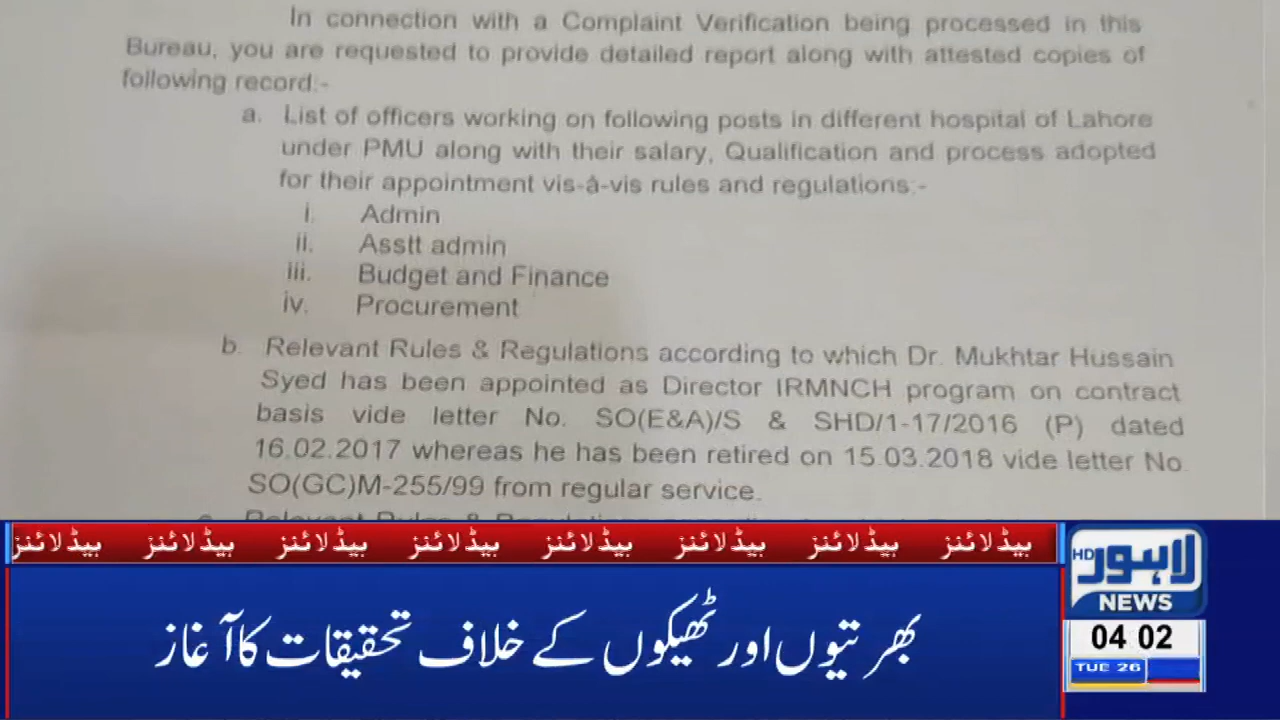 In connection with a Complaint Verification being processed in this
Bureau, you are requested to provide detailed report along with attested copies of
following record:-
a. List of officers working on following posts in different hospital of Lahore
under PMU along with their salary, Qualification and process adopted
for their appointment vis-à-vis rules and regulations:-
i. Admin
ii. Asstt admin
iii. Budget and Finance
iv. Procurement
b. Relevant Rules & Regulations according to which Dr. Mukhtar Hussain
Syed has been appointed as Director IRMNCH program on contract
basis vide letter No. SO(E&A)/S & SHD/1-17/2016 (P) dated
16.02.2017 whereas he has been retired on 15.03.2018 vide letter No
SO(GC)M-255/99 from regular service.
ہیڈلائنز ہیڈلائنز ہیڈلائنز ہیڈلائنز ہیڈلائنز ہیڈلائنز ہیڈلائنز ہیڈلائنز
بھرتیوں اور ٹھیکوں کے خلاف تحقیقات کا آغاز
HD لاہور
NEWS
04 02
TUE 26